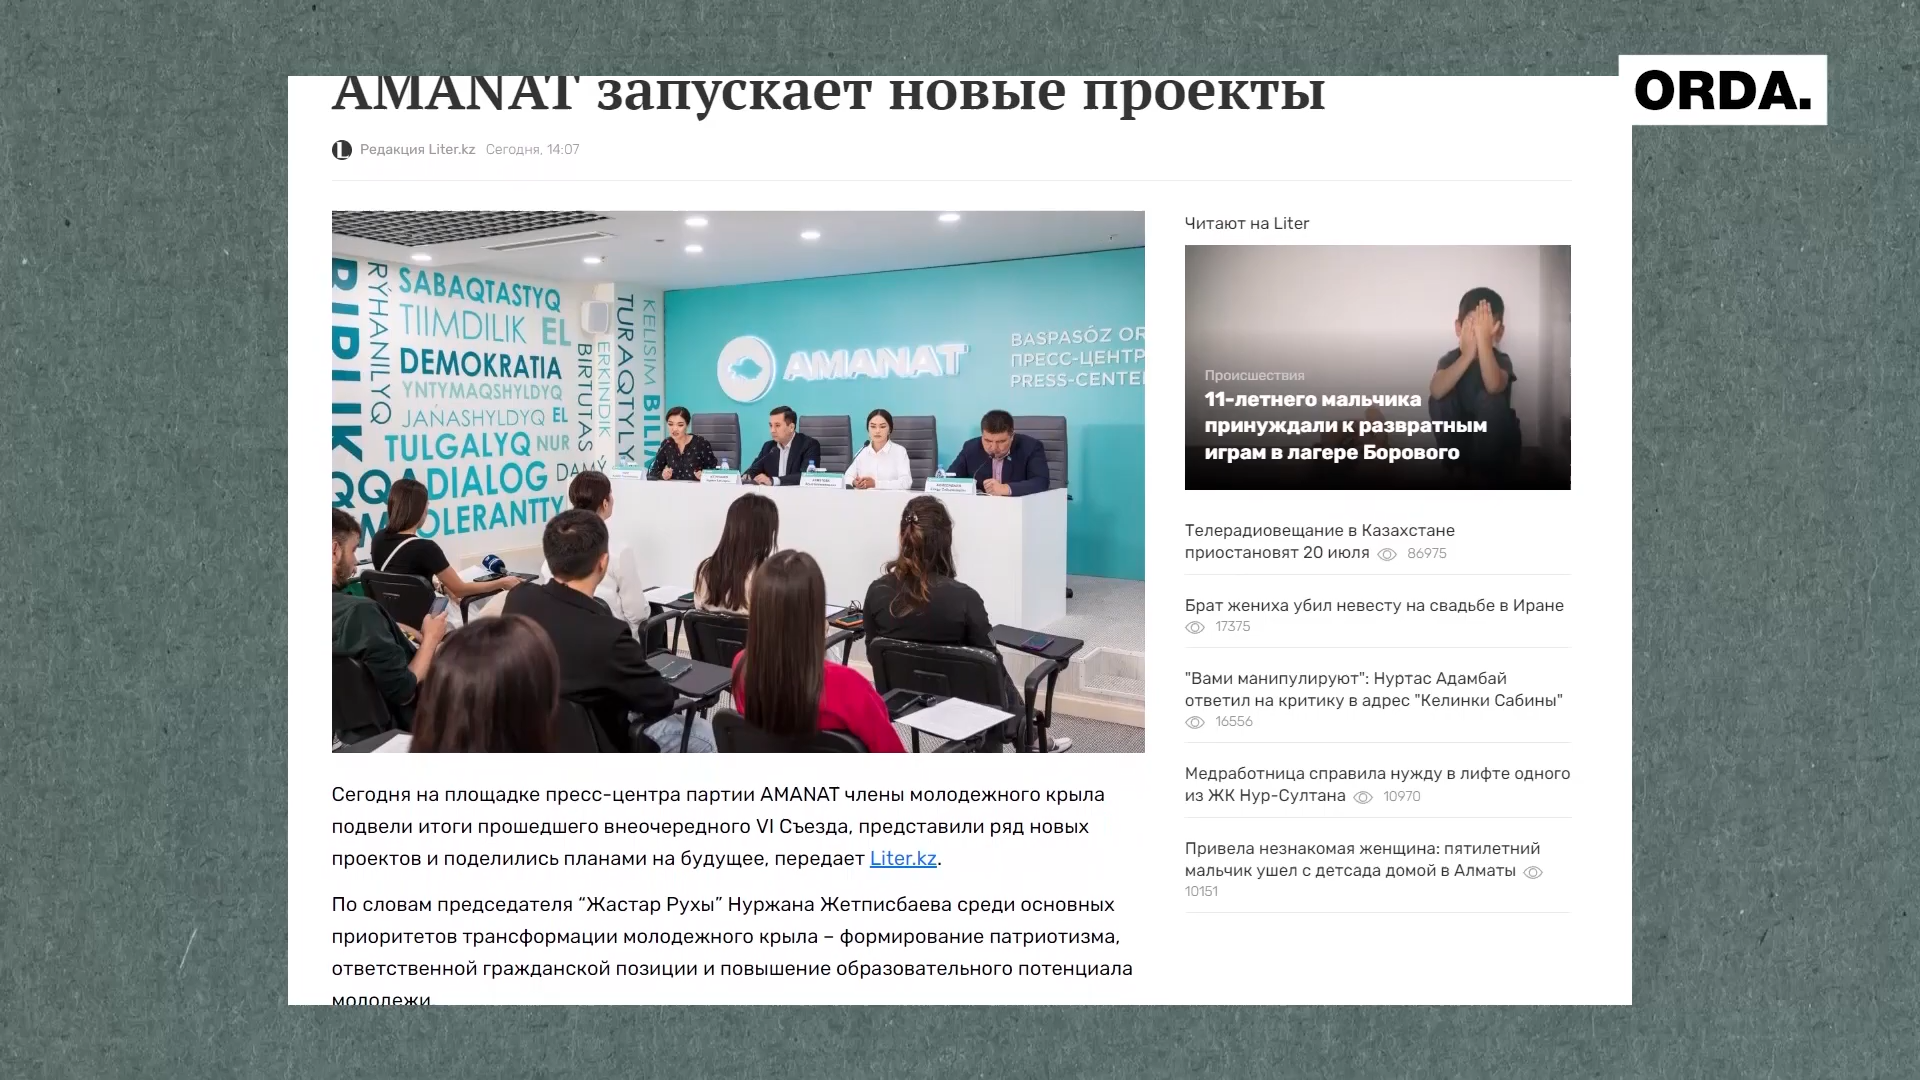 AMANAT запускает новые проекты
ORDA.
Редакция Liter.kz Сегодня, 14:07
RÝHANILYQ
SABAQTASTYQ
TIIMDILIK EL
DEMOKRATIA
YNTYMAQSHYLDYQ
JAŃASHYLDYQ EL
TULGALYQ NUR
DIALOG DAMÝ
BIRTUTAS
ERKINDIK
TURAQTYLY
KELISIM BILIM
AMANAT
BASPASÓZ OR
ПРЕСС-ЦЕНТР
PRESS-CENTE
Сегодня на площадке пресс-центра партии AMANAT члены молодежного крыла
подвели итоги прошедшего внеочередного VI Съезда, представили ряд новых
проектов и поделились планами на будущее, передает Liter.kz.
По словам председателя “Жастар Рухы” Нуржана Жетписбаева среди основных
приоритетов трансформации молодежного крыла – формирование патриотизма,
ответственной гражданской позиции и повышение образовательного потенциала
молодежи.
Читают на Liter
Происшествия
11-летнего мальчика
принуждали к развратным
играм в лагере Борового
Телерадиовещание в Казахстане
приостановят 20 июля 86975
Брат жениха убил невесту на свадьбе в Иране
17375
"Вами манипулируют": Нуртас Адамбай
ответил на критику в адрес "Келинки Сабины"
16556
Медработница справила нужду в лифте одного
из ЖК Нур-Султана 10970
Привела незнакомая женщина: пятилетний
мальчик ушел с детсада домой в Алматы
10151